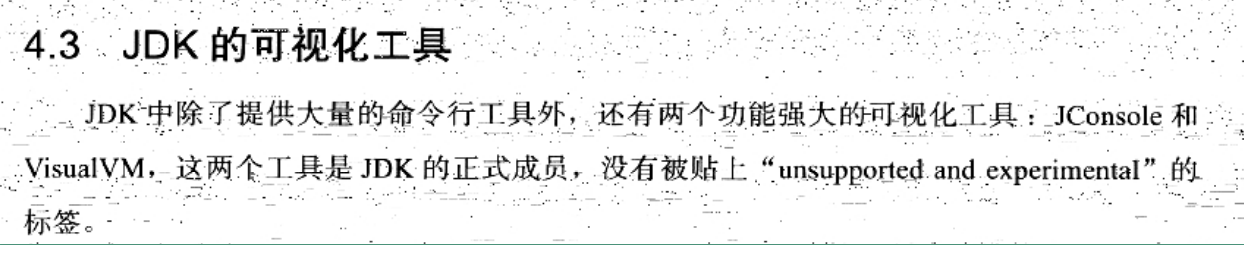 4.3 JDK 的可视化工具
JDK 中除了提供大量的命令行工具外，还有两个功能强大的可视化工具：JConsole 和
VisualVM，这两个工具是 JDK 的正式成员，没有被贴上“unsupported and experimental”的
标签。